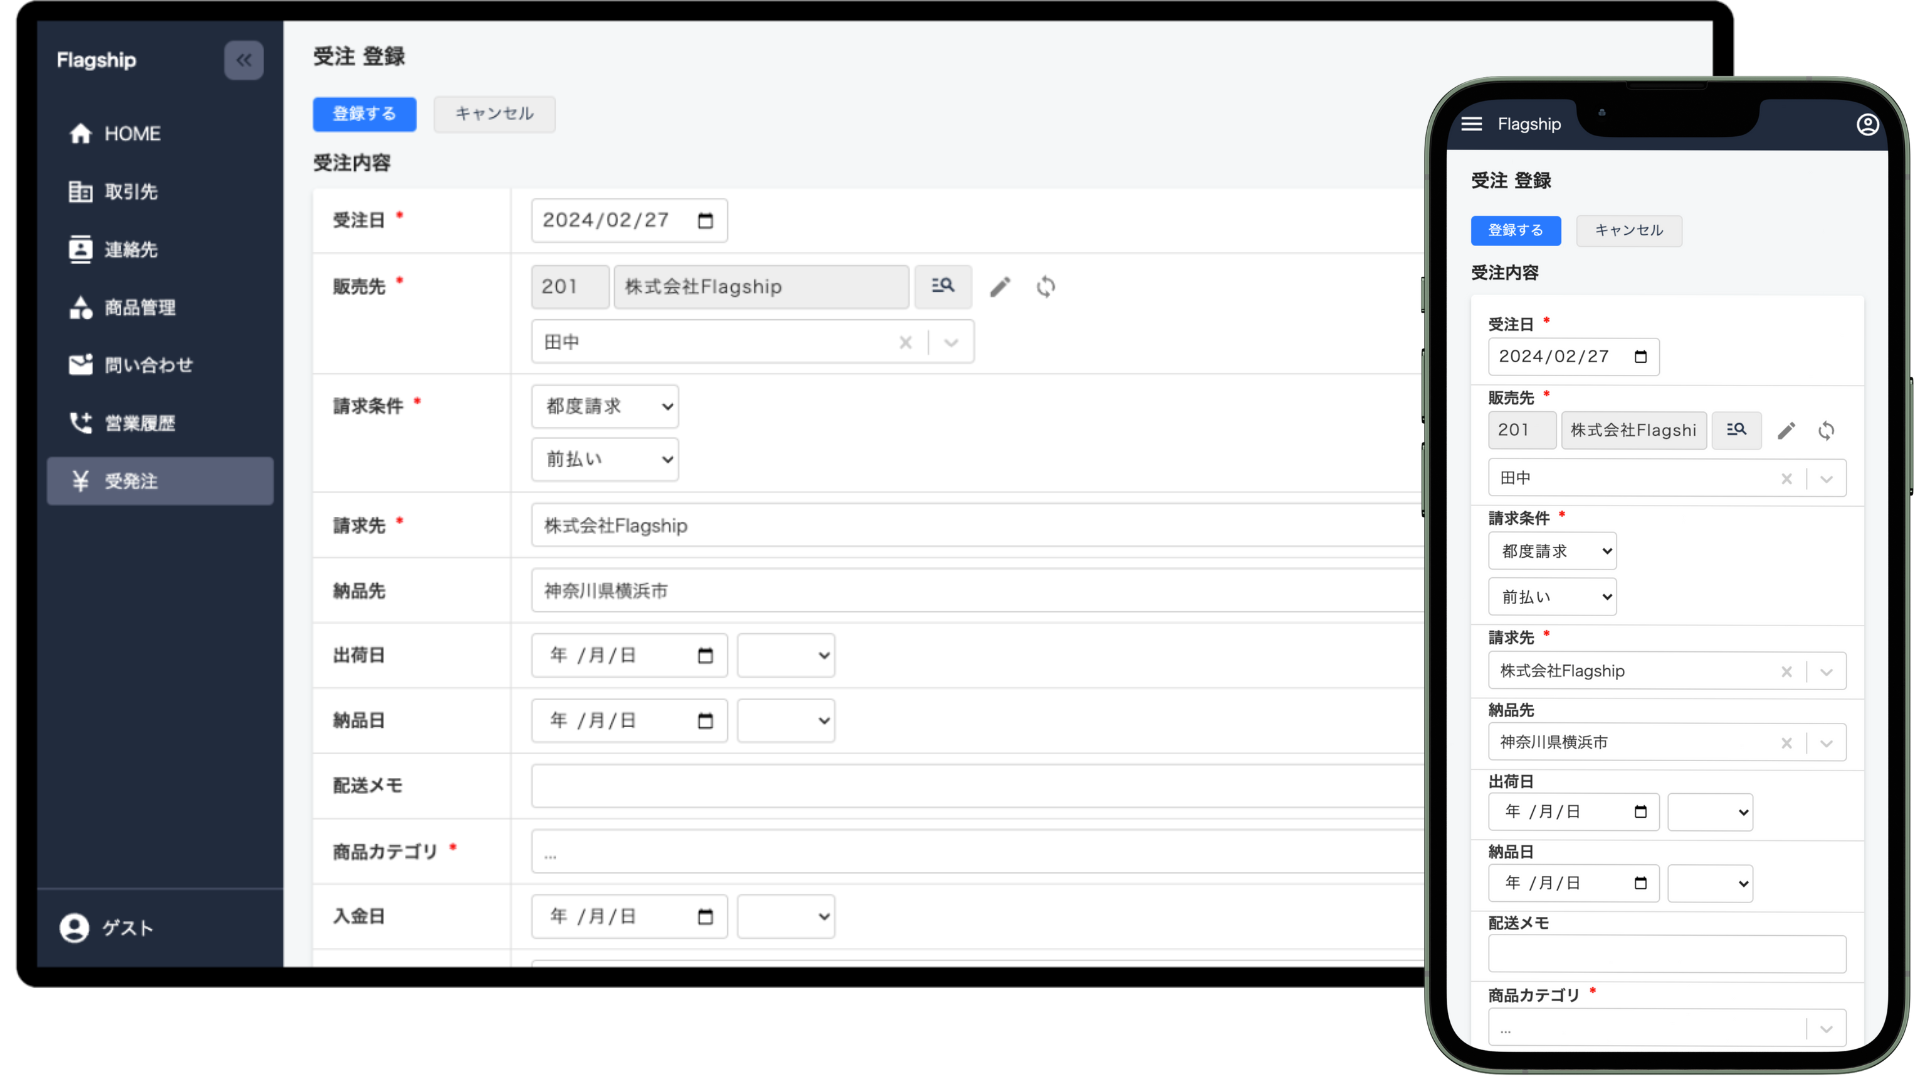 Flagship
HOME
取引先
連絡先
商品管理
問い合わせ
営業履歴
¥ 受発注
ゲスト
受注 登録
登録する キャンセル
受注内容
受注日 * 2024/02/27
販売先 * 201 株式会社Flagship
田中
請求条件 * 都度請求
前払い
請求先 * 株式会社Flagship
納品先 神奈川県横浜市
出荷日 年 /月/日
納品日 年 /月/日
配送メモ
商品カテゴリ * ...
入金日 年 /月/日
Flagship
受注 登録
登録する キャンセル
受注内容
受注日 *
2024/02/27
販売先 *
201 株式会社Flagshi
田中
請求条件 *
都度請求
前払い
請求先 *
株式会社Flagship
納品先
神奈川県横浜市
出荷日
年 /月/日
納品日
年 /月/日
配送メモ
商品カテゴリ *
...